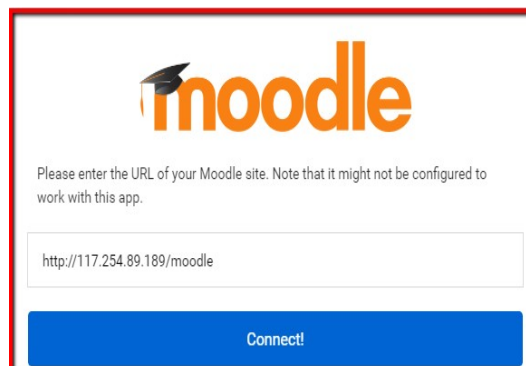 moodle
Please enter the URL of your Moodle site. Note that it might not be configured to
work with this app.
http://117.254.89.189/moodle
Connect!